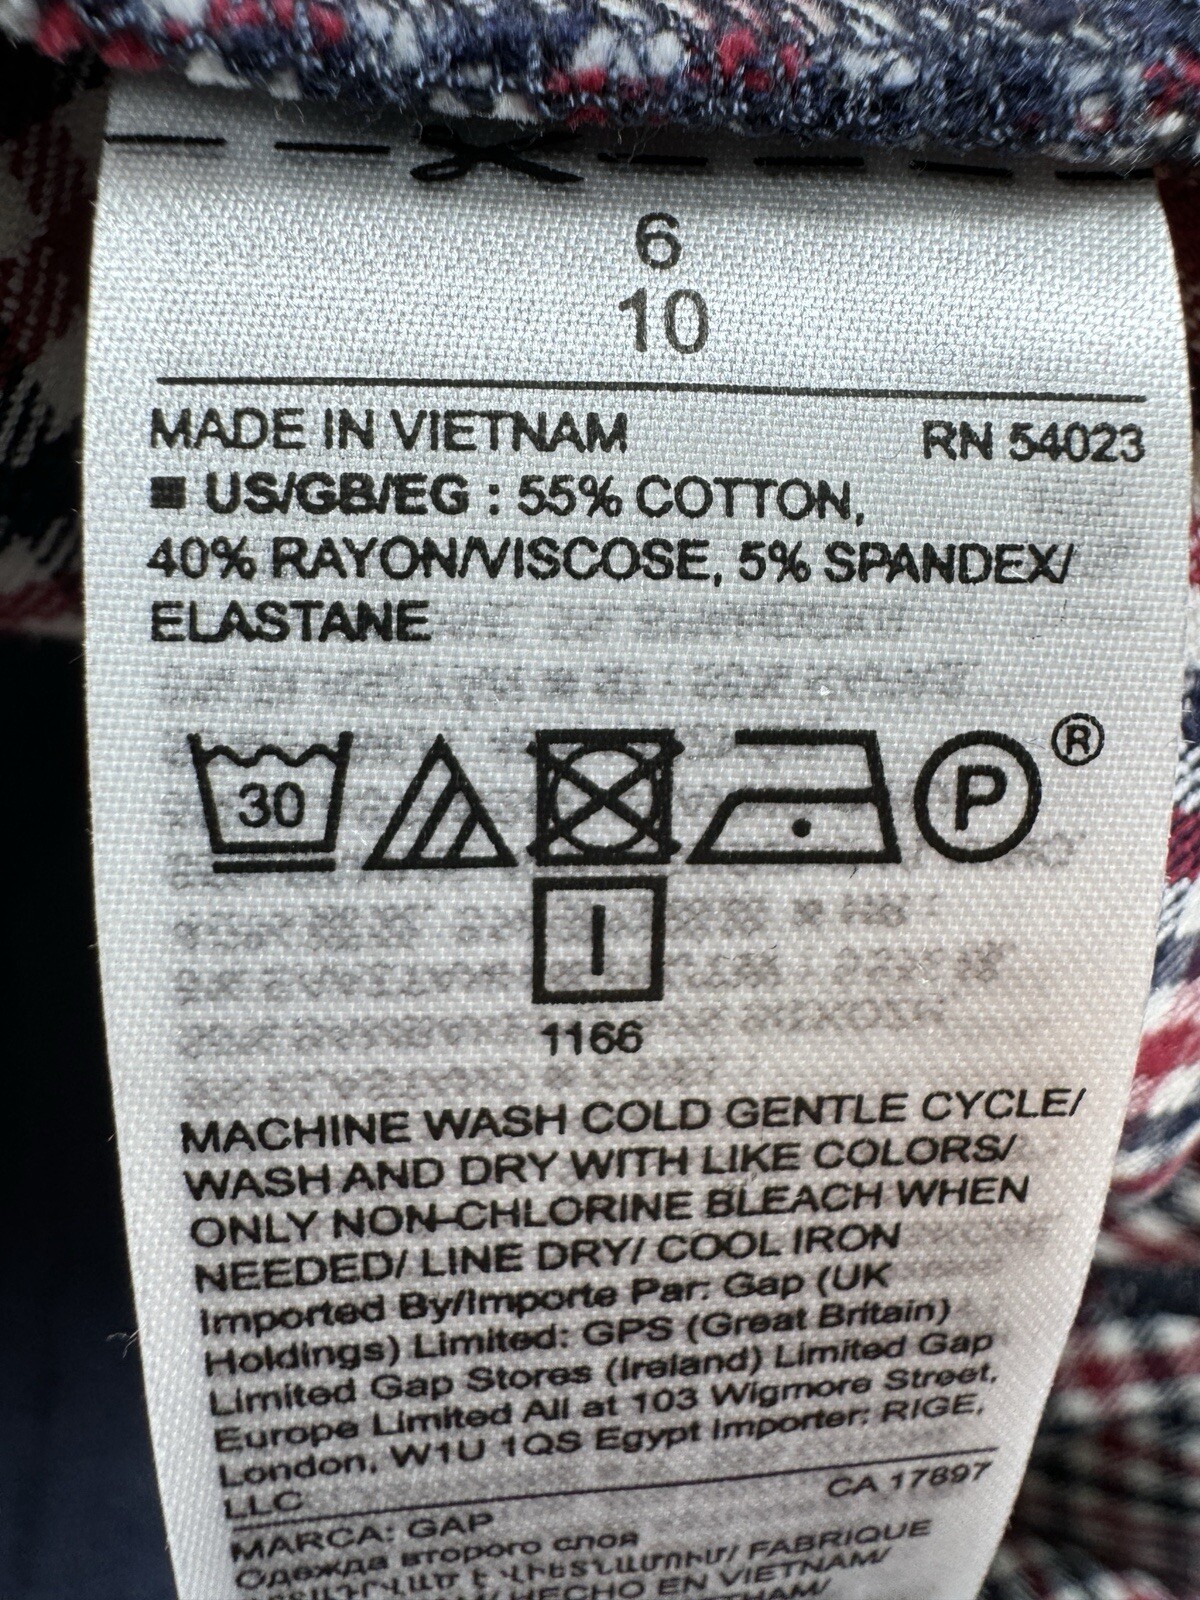 6
10
MADE IN VIETNAM RN 54023
US/GB/EG : 55% COTTON,
40% RAYON/VISCOSE, 5% SPANDEX/
ELASTANE
30 P ®
1166
MACHINE WASH COLD GENTLE CYCLE/
WASH AND DRY WITH LIKE COLORS/
ONLY NON-CHLORINE BLEACH WHEN
NEEDED/ LINE DRY/ COOL IRON
Imported By/Importe Par: Gap (UK
Holdings) Limited: GPS (Great Britain)
Limited Gap Stores (Ireland) Limited Gap
Europe Limited All at 103 Wigmore Street,
London, W1U 1QS Egypt Importer: RIGE,
LLC CA 17897
MARCA: GAP
Одежда второго слоя
FABRIQUE
HECHO EN VIETNAM/